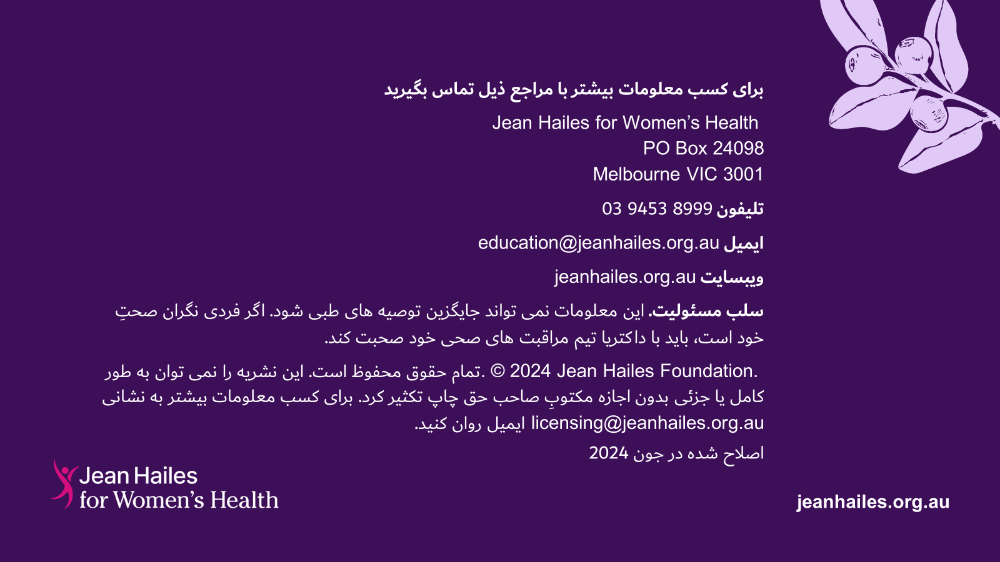 برای کسب معلومات بیشتر با مراجع ذیل تماس بگیرید
Jean Hailes for Women’s Health
PO Box 24098
Melbourne VIC 3001
تلیفون 03 9453 8999
ایمیل education@jeanhailes.org.au
ویبسایت jeanhailes.org.au
سلب مسئولیت. این معلومات نمی تواند جایگزین توصیه های طبی شود. اگر فردی نگران صحتِ
خود است، باید با داکتریا تیم مراقبت های صحی خود صحبت کند.
© 2024 Jean Hailes Foundation. .تمام حقوق محفوظ است. این نشریه را نمی توان به طور
کامل یا جزئی بدون اجازه مکتوبِ صاحب حق چاپ تکثیر کرد. برای کسب معلومات بیشتر به نشانی
licensing@jeanhailes.org.au ایمیل روان کنید.
اصلاح شده در جون 2024
Jean Hailes
for Women’s Health
jeanhailes.org.au